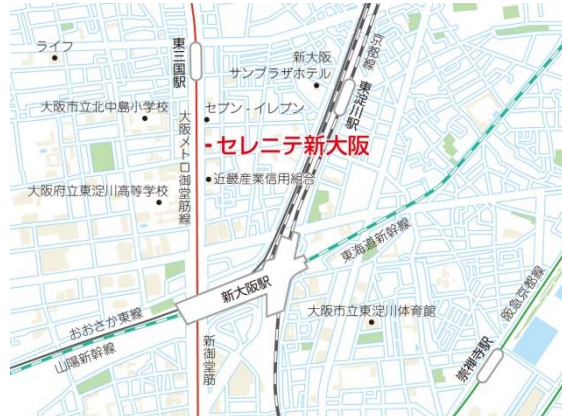 ライフ
東三国駅
新大阪
サンプラザホテル
京都線
東淀川駅
大阪市立北中島小学校
セブン - イレブン
大阪メトロ御堂筋線
セレニテ新大阪
近畿産業信用組合
大阪府立東淀川高等学校
東海道新幹線
新大阪駅
おおさか東線
山陽新幹線
新御堂筋
大阪市立東淀川体育館
阪急京都線
崇禅寺駅